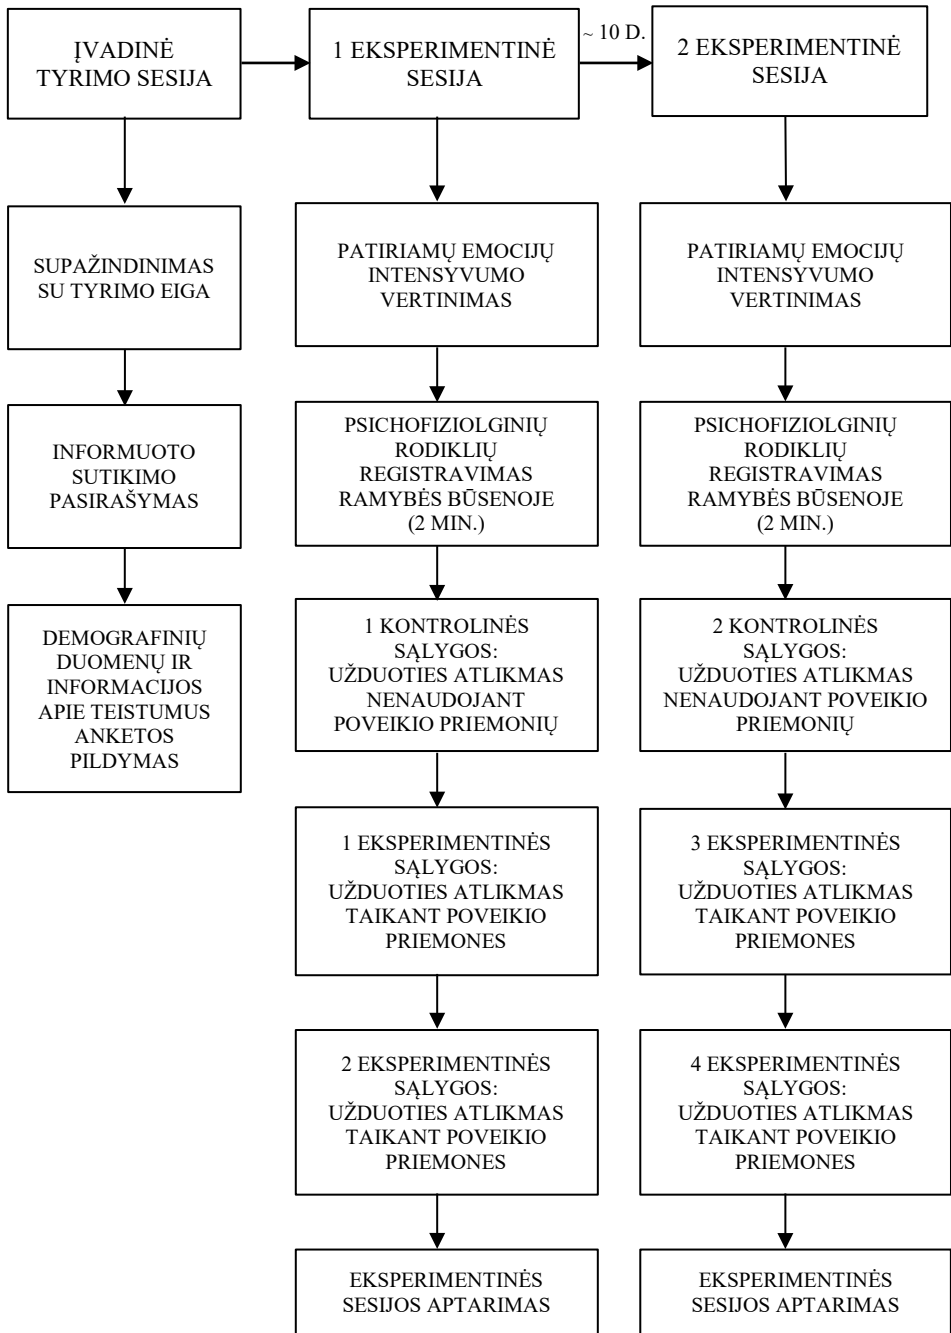 ĮVADINĖ
TYRIMO SESIJA
1 EKSPERIMENTINĖ
SESIJA
~ 10 D.
2 EKSPERIMENTINĖ
SESIJA
SUPAŽINDINIMAS
SU TYRIMO EIGA
INFORMUOTO
SUTIKIMO
PASIRAŠYMAS
DEMOGRAFINIŲ
DUOMENŲ IR
INFORMACIJOS
APIE TEISTUMUS
ANKETOS
PILDYMAS
PATIRIAMŲ EMOCIJŲ
INTENSYVUMO
VERTINIMAS
PSICHOFIZIOLGINIŲ
RODIKLIŲ
REGISTRAVIMAS
RAMYBĖS BŪSENOJE
(2 MIN.)
1 KONTROLINĖS
SĄLYGOS:
UŽDUOTIES ATLIKMAS
NENAUDOJANT
POVEIKIO PRIEMONIŲ
1 EKSPERIMENTINĖS
SĄLYGOS:
UŽDUOTIES ATLIKMAS
TAIKANT POVEIKIO
PRIEMONES
2 EKSPERIMENTINĖS
SĄLYGOS:
UŽDUOTIES ATLIKMAS
TAIKANT POVEIKIO
PRIEMONES
EKSPERIMENTINĖS
SESIJOS APTARIMAS
PATIRIAMŲ EMOCIJŲ
INTENSYVUMO
VERTINIMAS
PSICHOFIZIOLGINIŲ
RODIKLIŲ
REGISTRAVIMAS
RAMYBĖS BŪSENOJE
(2 MIN.)
2 KONTROLINĖS
SĄLYGOS:
UŽDUOTIES ATLIKMAS
NENAUDOJANT POVEIKIO
PRIEMONIŲ
3 EKSPERIMENTINĖS
SĄLYGOS:
UŽDUOTIES ATLIKMAS
TAIKANT POVEIKIO
PRIEMONES
4 EKSPERIMENTINĖS
SĄLYGOS:
UŽDUOTIES ATLIKMAS
TAIKANT POVEIKIO
PRIEMONES
EKSPERIMENTINĖS
SESIJOS APTARIMAS